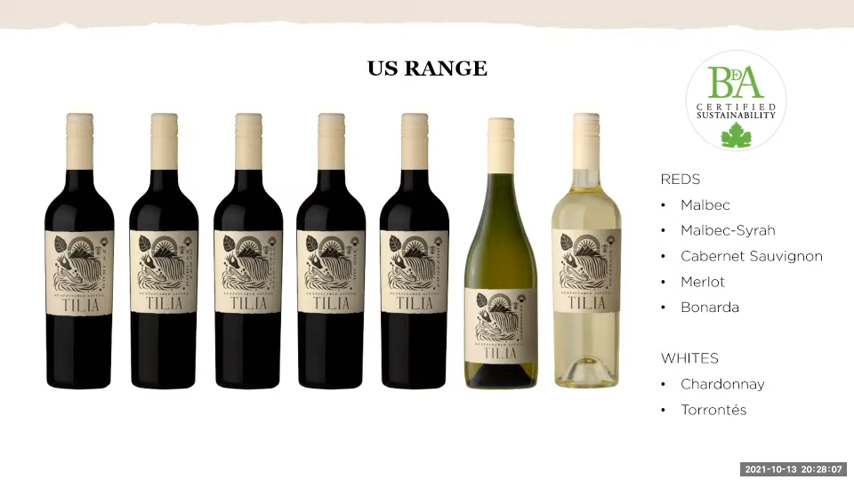 US RANGE
BDA
CERTIFIED
SUSTAINABILITY
REDS
• Malbec
• Malbec-Syrah
• Cabernet Sauvignon
• Merlot
• Bonarda
WHITES
• Chardonnay
• Torrontés
TILIA
TILIA
TILIA
TILIA
TILIA
TILIA
TILIA
2021-10-13 20:28:07